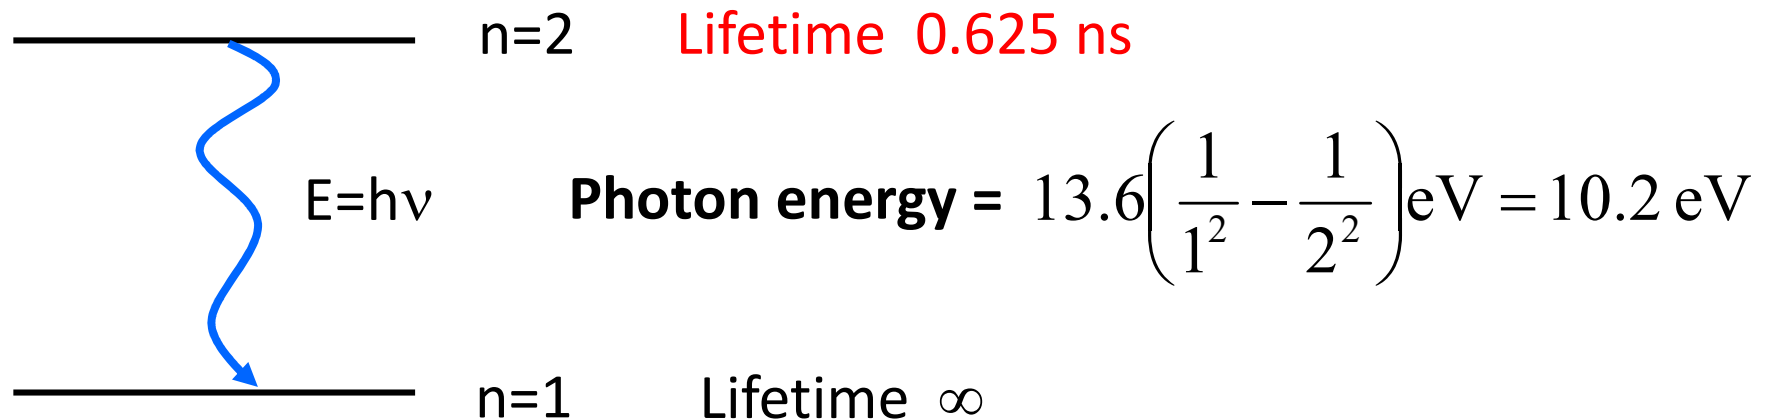 n=2 Lifetime 0.625 ns
E=hν Photon energy = 13.6(1/1² − 1/2²)eV = 10.2 eV
n=1 Lifetime ∞